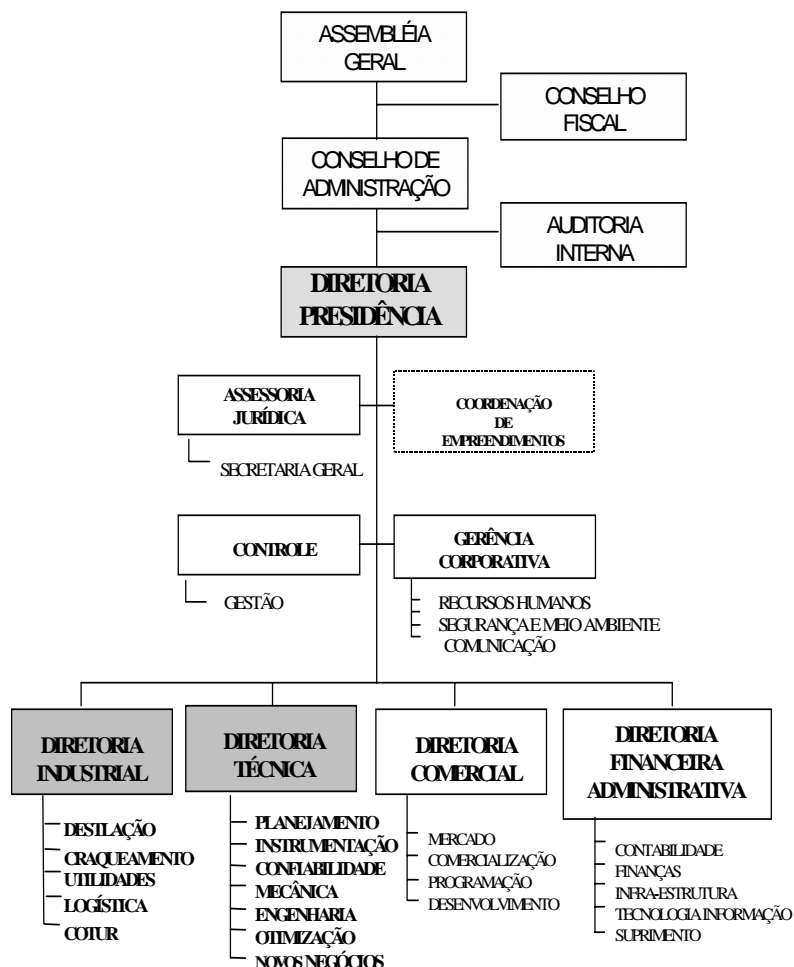 ASSEMBLÉIA
GERAL
CONSELHO
FISCAL
CONSELHO DE
ADMINISTRAÇÃO
AUDITORIA
INTERNA
DIRETORIA
PRESIDÊNCIA
ASSESSORIA
JURÍDICA
SECRETARIA GERAL
COORDENAÇÃO
DE
EMPREENDIMENTOS
CONTROLE
GESTÃO
GERÊNCIA
CORPORATIVA
RECURSOS HUMANOS
SEGURANÇA E MEIO AMBIENTE
COMUNICAÇÃO
DIRETORIA
INDUSTRIAL
DESTLAÇÃO
CRAQUEAMENTO
UTILIDADES
LOGÍSTICA
COTUR
DIRETORIA
TÉCNICA
PLANEJAMENTO
INSTRUMENTAÇÃO
CONFIABILIDADE
MECÂNICA
ENGENHARIA
OTIMIZAÇÃO
NOVOS NEGÓCIOS
DIRETORIA
COMERCIAL
MERCADO
COMERCIALIZAÇÃO
PROGRAMAÇÃO
DESENVOLVIMENTO
DIRETORIA
FINANCEIRA
ADMINISTRATIVA
CONTABILIDADE
FINANÇAS
INFRA-ESTRUTURA
TECNOLOGIA INFORMAÇÃO
SUPRIMENTO